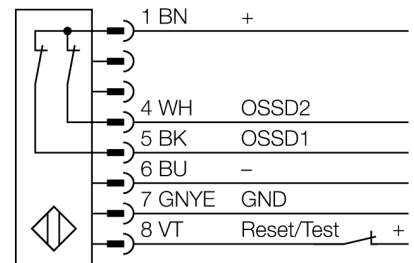 1 BN +
4 WH OSSD2
5 BK OSSD1
6 BU –
7 GNYE GND
8 VT Reset/Test +